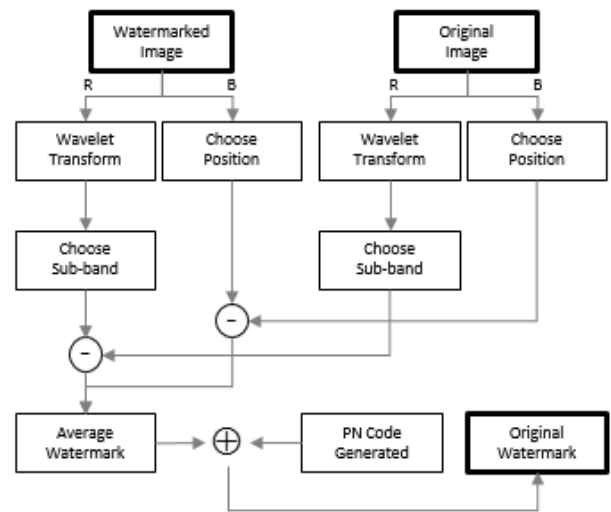 Watermarked
Image
Original
Image
R
B
R
B
Wavelet
Transform
Choose
Position
Wavelet
Transform
Choose
Position
Choose
Sub-band
Choose
Sub-band
-
-
Average
Watermark
+
PN Code
Generated
Original
Watermark